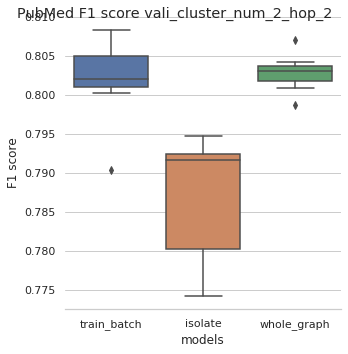 PubMed F1 score vali_cluster_num_2_hop_2
0.810
0.805
0.800
0.795
0.790
0.785
0.780
0.775
F1 score
train_batch isolate whole_graph
models